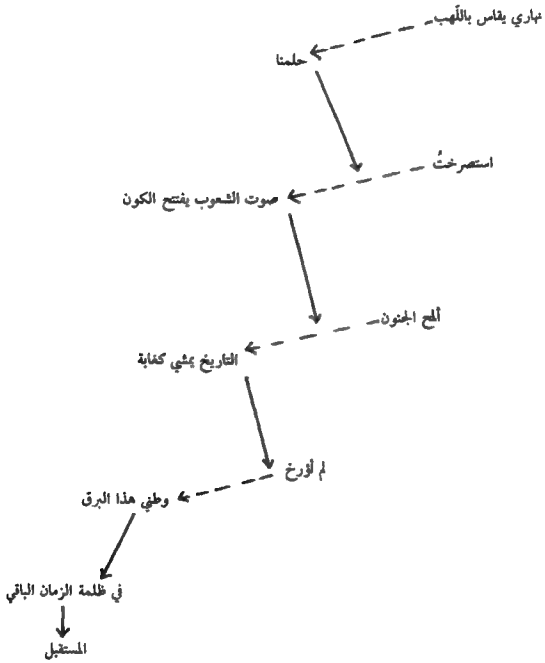 نهاري يقاس باللّهب
حلمنا
استصرختُ
صوت الشعوب يفتتح الكون
ألمح الجنون
التاريخ يمشي كغابة
لم أؤرخ
وطني هذا البرق
في ظلمة الزمان الباقي
المستقبل